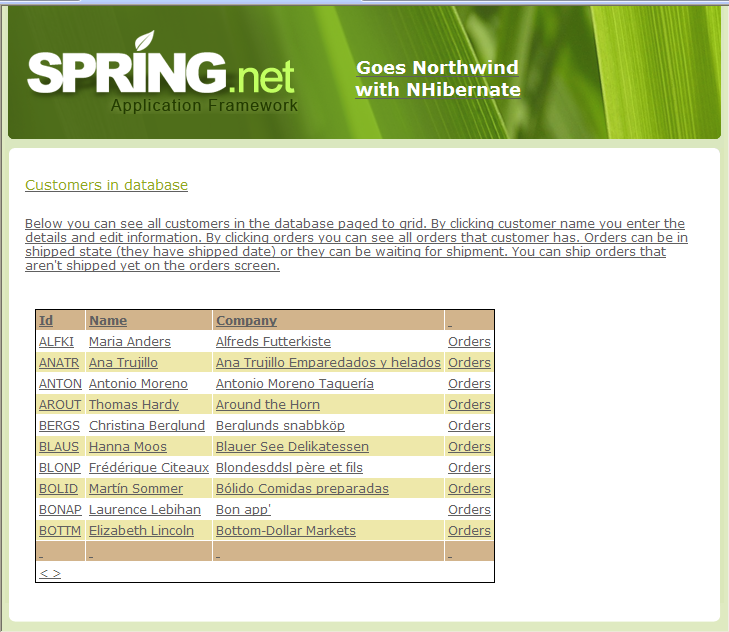 SPRING.net
Application Framework
Goes Northwind
with NHibernate
Customers in database
Below you can see all customers in the database paged to grid. By clicking customer name you enter the
details and edit information. By clicking orders you can see all orders that customer has. Orders can be in
shipped state (they have shipped date) or they can be waiting for shipment. You can ship orders that
aren't shipped yet on the orders screen.
Id Name Company
ALFKI Maria Anders Alfreds Futterkiste Orders
ANATR Ana Trujillo Ana Trujillo Emparedados y helados Orders
ANTON Antonio Moreno Antonio Moreno Taquería Orders
AROUT Thomas Hardy Around the Horn Orders
BERGS Christina Berglund Berglunds snabbköp Orders
BLAUS Hanna Moos Blauer See Delikatessen Orders
BLONP Frédérique Citeaux Blondesddsl père et fils Orders
BOLID Martín Sommer Bólido Comidas preparadas Orders
BONAP Laurence Lebihan Bon app' Orders
BOTTM Elizabeth Lincoln Bottom-Dollar Markets Orders
< >